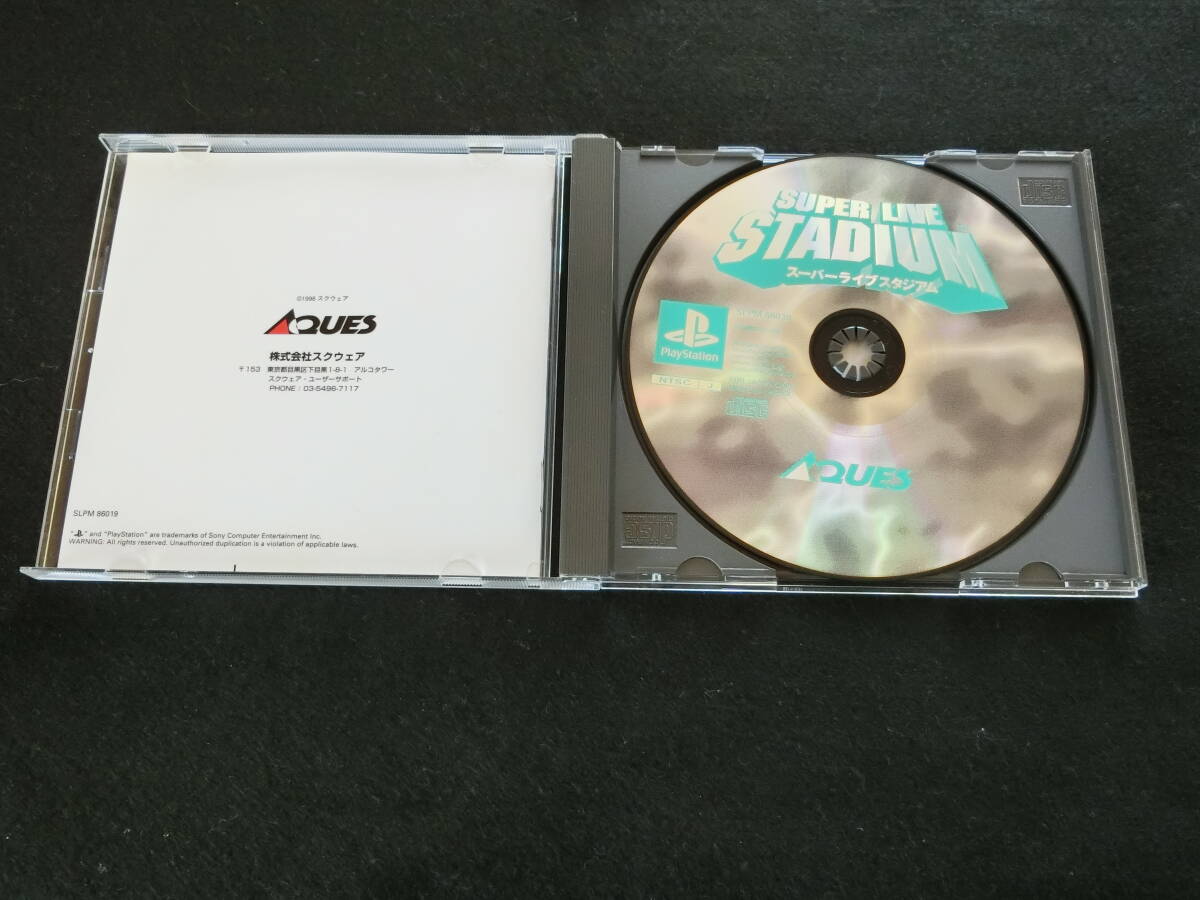 ©1998 スクウェア
AQUES
株式会社スクウェア
〒153 東京都目黒区下目黒1-8-1 アルコタワー
スクウェア・ユーザーサポート
PHONE : 03-5496-7117
SLPM 86019
" " and "PlayStation" are trademarks of Sony Computer Entertainment Inc.
WARNING: All rights reserved. Unauthorized duplication is a violation of applicable laws.
SUPER LIVE
STADIUM
スーパーライブスタジアム
SLPM 86019
PlayStation
NTSC J
AQUES